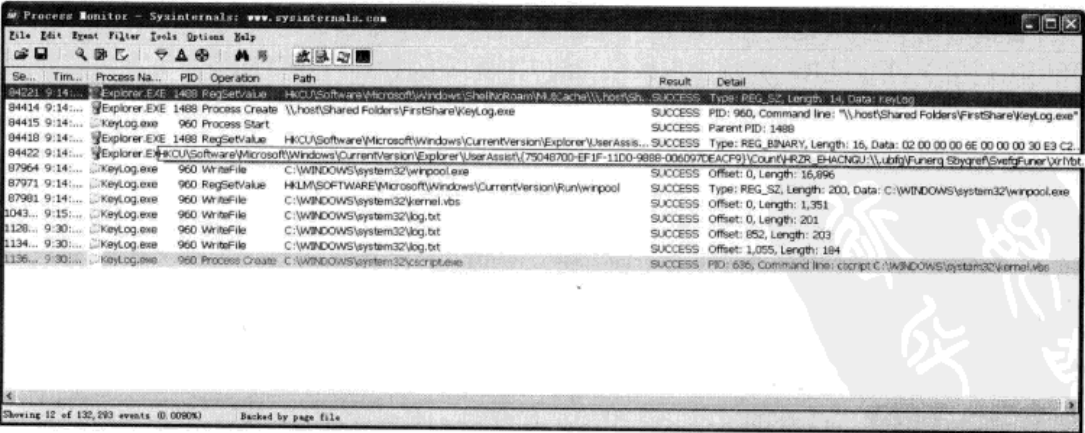 Process Monitor - Sysinternals: www.sysinternals.com
File Edit Event Filter Tools Options Help
Se... Tim... Process Na... PID Operation Path Result Detail
84221 9:14:... Explorer.EXE 1488 RegSetValue HKCU\Software\Microsoft\Windows\ShellNoRoam\MUICache\\\host\Sh... SUCCESS Type: REG_SZ, Length: 14, Data: KeyLog
84414 9:14:... Explorer.EXE 1488 Process Create \\host\Shared Folders\FirstShare\KeyLog.exe SUCCESS PID: 960, Command line: "\\host\Shared Folders\FirstShare\KeyLog.exe"
84415 9:14:... KeyLog.exe 960 Process Start SUCCESS Parent PID: 1488
84418 9:14:... Explorer.EXE 1488 RegSetValue HKCU\Software\Microsoft\Windows\CurrentVersion\Explorer\UserAssis... SUCCESS Type: REG_BINARY, Length: 16, Data: 02 00 00 00 6E 00 00 00 30 E3 C2...
84422 9:14:... Explorer.EX HKCU\Software\Microsoft\Windows\CurrentVersion\Explorer\UserAssist\{75048700-EF1F-11D0-9888-006097DEACF9}\Count\HRZR_EHACNGU:\\ubfg\Funerq Sbyqref\SvefgFuner\XrlYbt.
87964 9:14:... KeyLog.exe 960 WriteFile C:\WINDOWS\system32\winpool.exe SUCCESS Offset: 0, Length: 16,896
87971 9:14:... KeyLog.exe 960 RegSetValue HKLM\SOFTWARE\Microsoft\Windows\CurrentVersion\Run\winpool SUCCESS Type: REG_SZ, Length: 200, Data: C:\WINDOWS\system32\winpool.exe
87981 9:14:... KeyLog.exe 960 WriteFile C:\WINDOWS\system32\kernel.vbs SUCCESS Offset: 0, Length: 1,351
1043... 9:15:... KeyLog.exe 960 WriteFile C:\WINDOWS\system32\log.txt SUCCESS Offset: 0, Length: 201
1128... 9:30:... KeyLog.exe 960 WriteFile C:\WINDOWS\system32\log.txt SUCCESS Offset: 852, Length: 203
1134... 9:30:... KeyLog.exe 960 WriteFile C:\WINDOWS\system32\log.txt SUCCESS Offset: 1,055, Length: 184
1136... 9:30:... KeyLog.exe 960 Process Create C:\WINDOWS\system32\cscript.exe SUCCESS PID: 636, Command line: cscript C:\WINDOWS\system32\kernel.vbs
Showing 12 of 132,293 events (0.0090%) Backed by page file